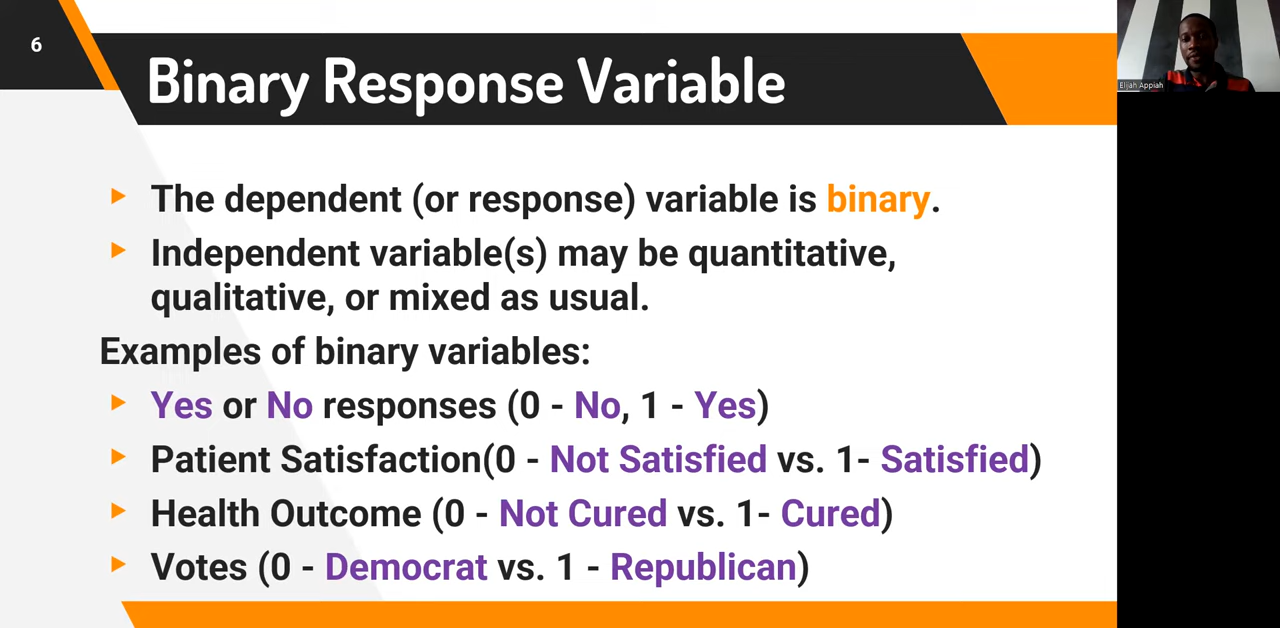 6
Binary Response Variable
Elijah Appiah
The dependent (or response) variable is binary.
Independent variable(s) may be quantitative,
qualitative, or mixed as usual.
Examples of binary variables:
Yes or No responses (0 - No, 1 - Yes)
Patient Satisfaction(0 - Not Satisfied vs. 1- Satisfied)
Health Outcome (0 - Not Cured vs. 1- Cured)
Votes (0 - Democrat vs. 1 - Republican)